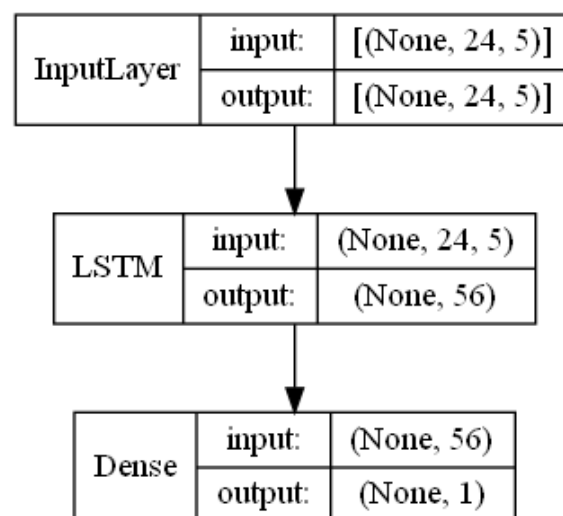 InputLayer
input: [(None, 24, 5)]
output: [(None, 24, 5)]
LSTM
input: (None, 24, 5)
output: (None, 56)
Dense
input: (None, 56)
output: (None, 1)